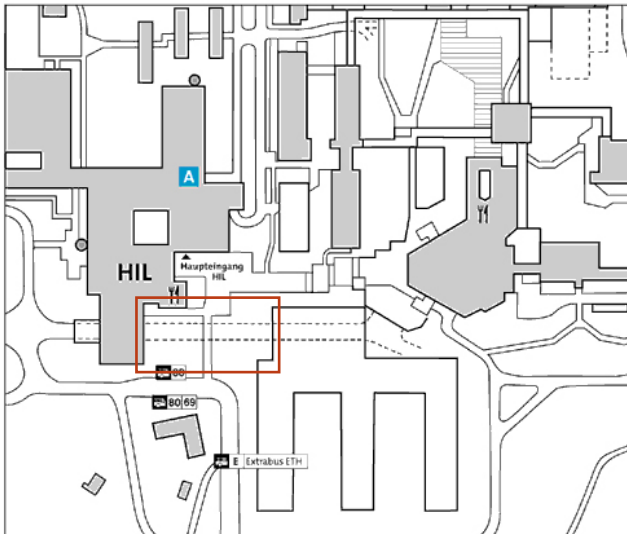 A
HIL
Haupteingang
HIL
80
80 69
E Extrabus ETH